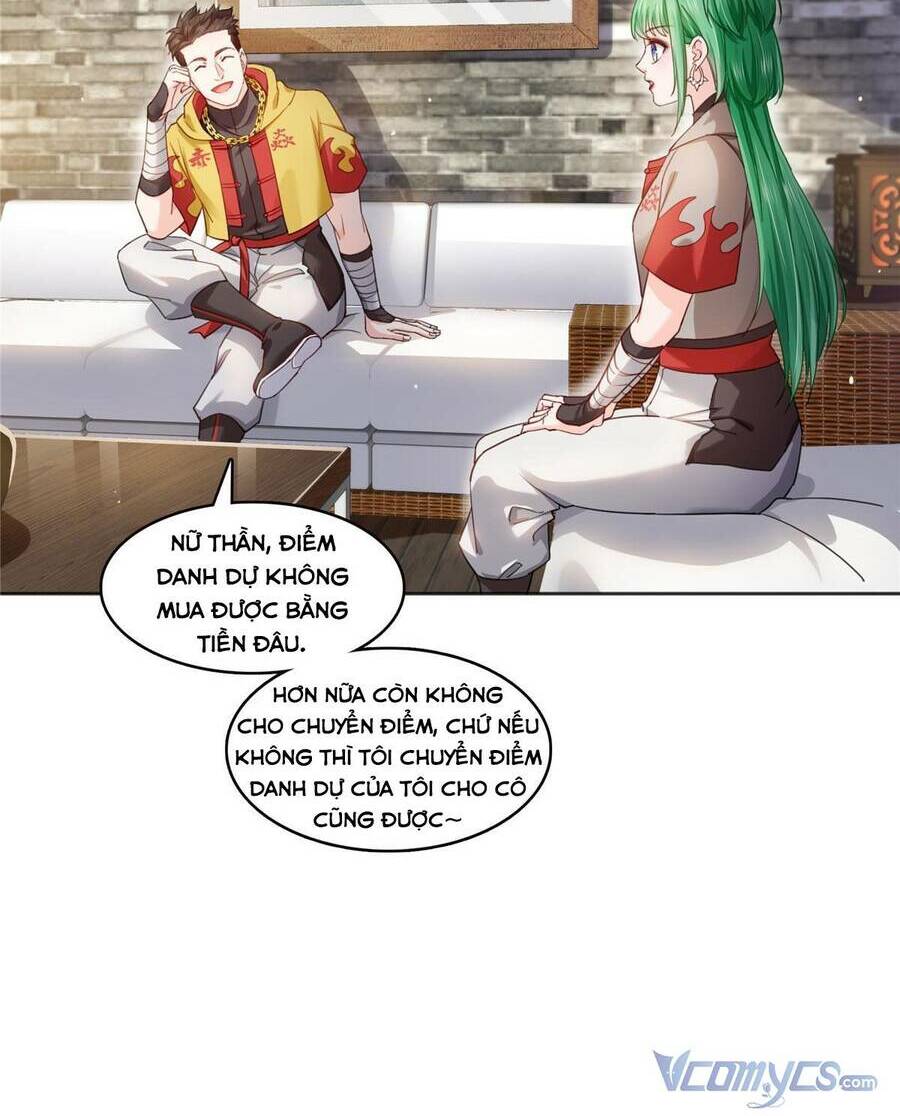 NỮ THẦN, ĐIỂM
DANH DỰ KHÔNG
MUA ĐƯỢC BẰNG
TIỀN ĐÂU.
HƠN NỮA CÒN KHÔNG
CHO CHUYỂN ĐIỂM, CHỨ NẾU
KHÔNG THÌ TÔI CHUYỂN ĐIỂM
DANH DỰ CỦA TÔI CHO CÔ
CŨNG ĐƯỢC~
VCOMYCS.com